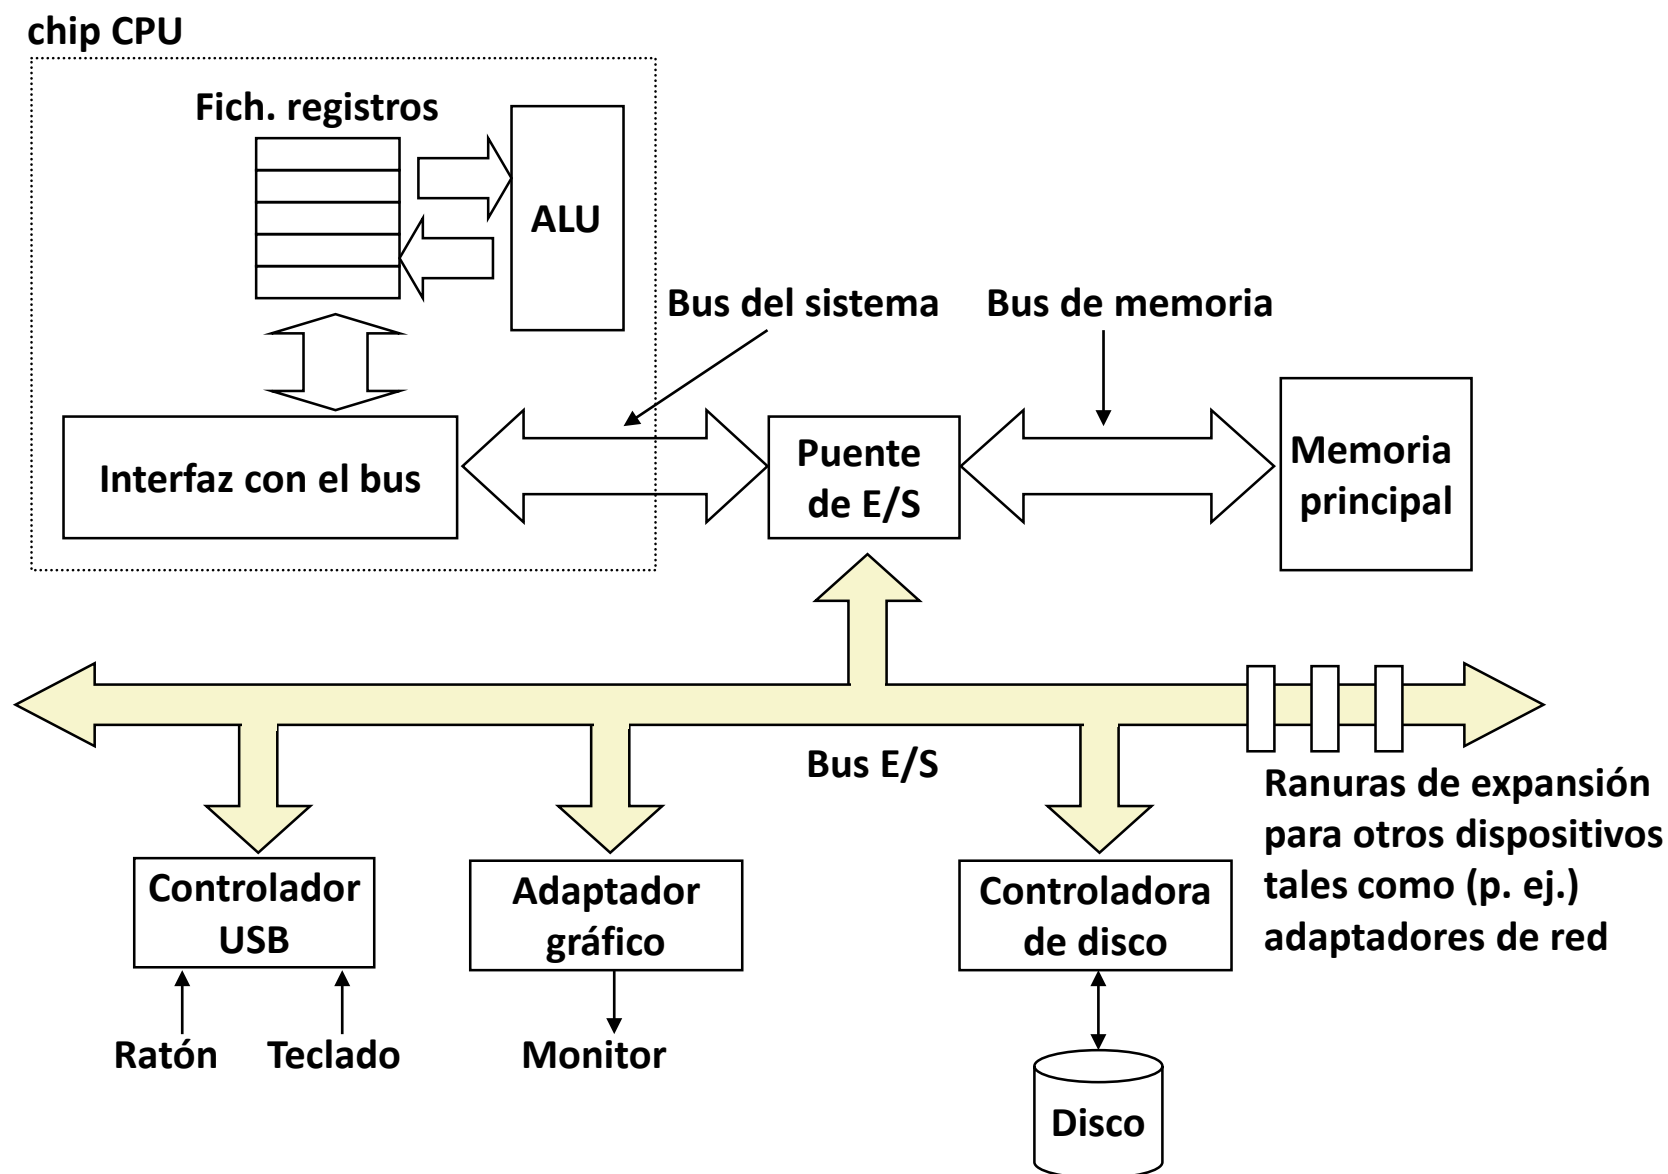 chip CPU
Fich. registros
ALU
Bus del sistema
Bus de memoria
Interfaz con el bus
Puente
de E/S
Memoria
principal
Bus E/S
Ranuras de expansión
para otros dispositivos
tales como (p. ej.)
adaptadores de red
Controlador
USB
Adaptador
gráfico
Controladora
de disco
Ratón
Teclado
Monitor
Disco